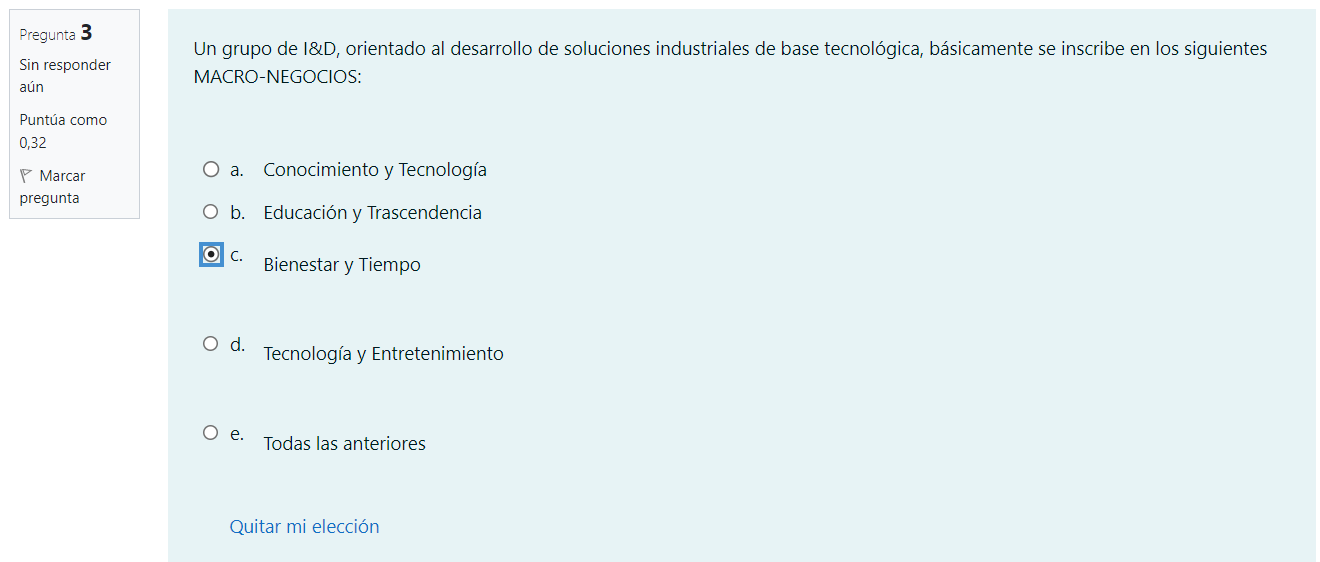 Pregunta 3
Sin responder
aún
Puntúa como
0,32
Marcar
pregunta
Un grupo de I&D, orientado al desarrollo de soluciones industriales de base tecnológica, básicamente se inscribe en los siguientes
MACRO-NEGOCIOS:
a. Conocimiento y Tecnología
b. Educación y Trascendencia
c. Bienestar y Tiempo
d. Tecnología y Entretenimiento
e. Todas las anteriores
Quitar mi elección